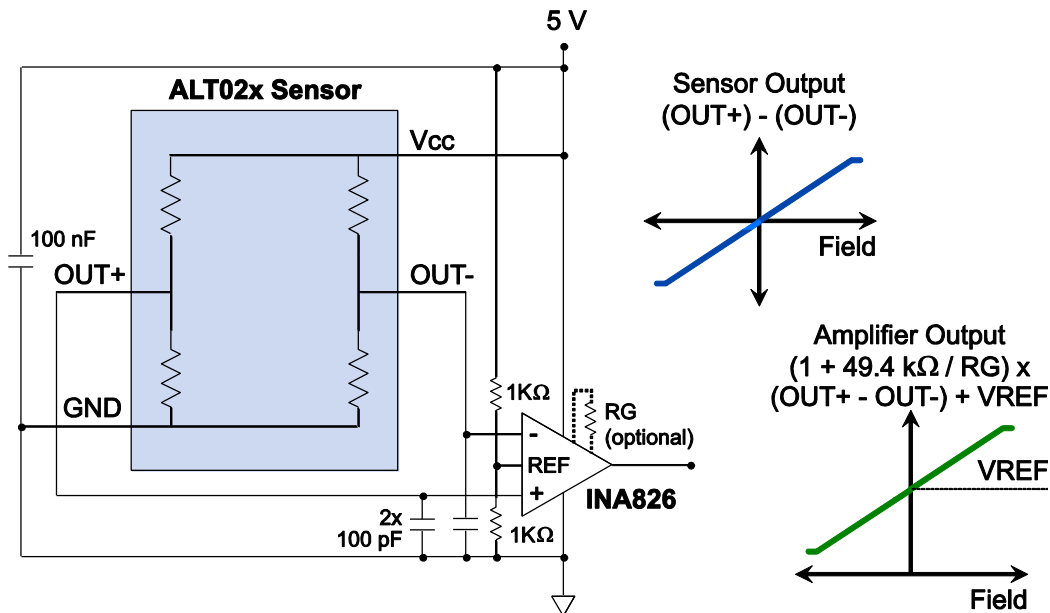 5 V
ALT02x Sensor
Vcc
100 nF
OUT+
OUT-
GND
1KΩ
RG
(optional)
-
REF
+
INA826
2x
100 pF
1KΩ
Sensor Output
(OUT+) - (OUT-)
Field
Amplifier Output
(1 + 49.4 kΩ / RG) x
(OUT+ - OUT-) + VREF
VREF
Field